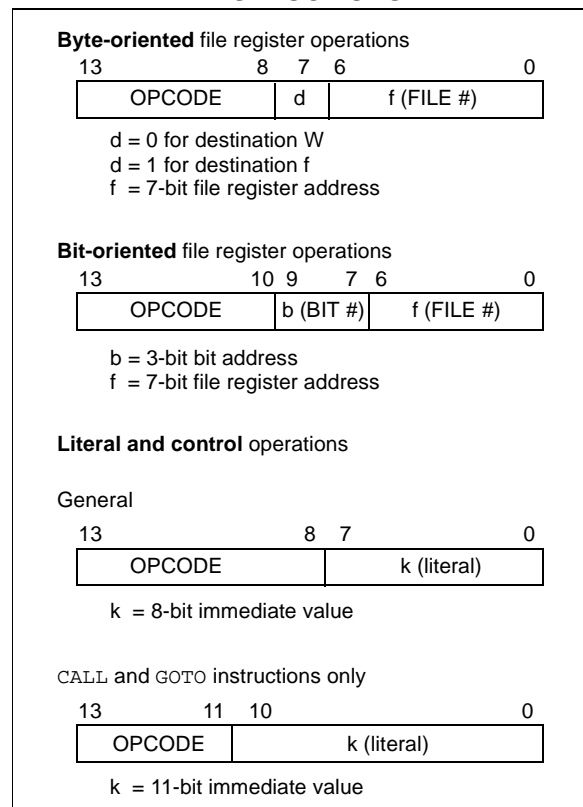 Byte-oriented file register operations
13 8 7 6 0
OPCODE d f (FILE #)
d = 0 for destination W
d = 1 for destination f
f = 7-bit file register address
Bit-oriented file register operations
13 10 9 7 6 0
OPCODE b (BIT #) f (FILE #)
b = 3-bit bit address
f = 7-bit file register address
Literal and control operations
General
13 8 7 0
OPCODE k (literal)
k = 8-bit immediate value
CALL and GOTO instructions only
13 11 10 0
OPCODE k (literal)
k = 11-bit immediate value